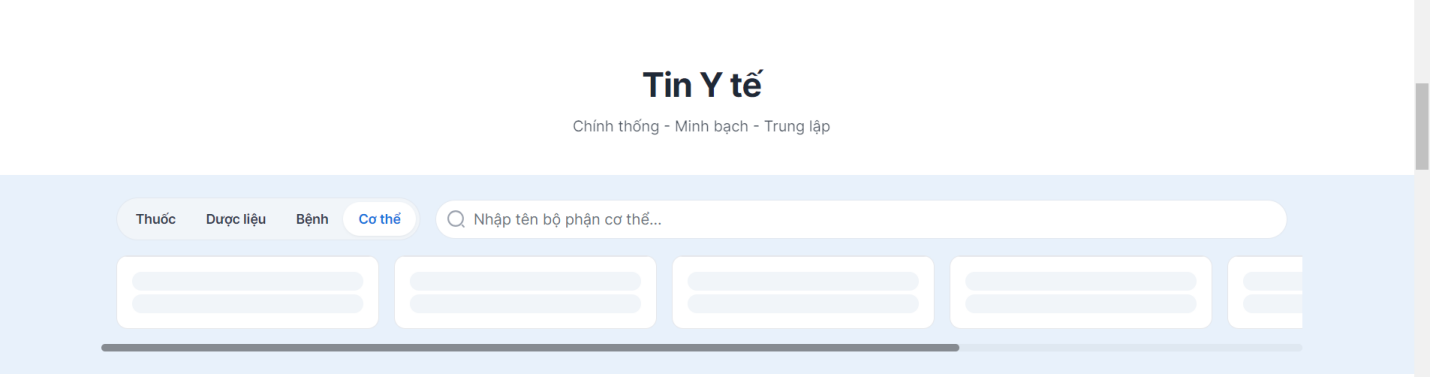 Tin Y tế
Chính thống - Minh bạch - Trung lập
Thuốc Dược liệu Bệnh Cơ thể Nhập tên bộ phận cơ thể...